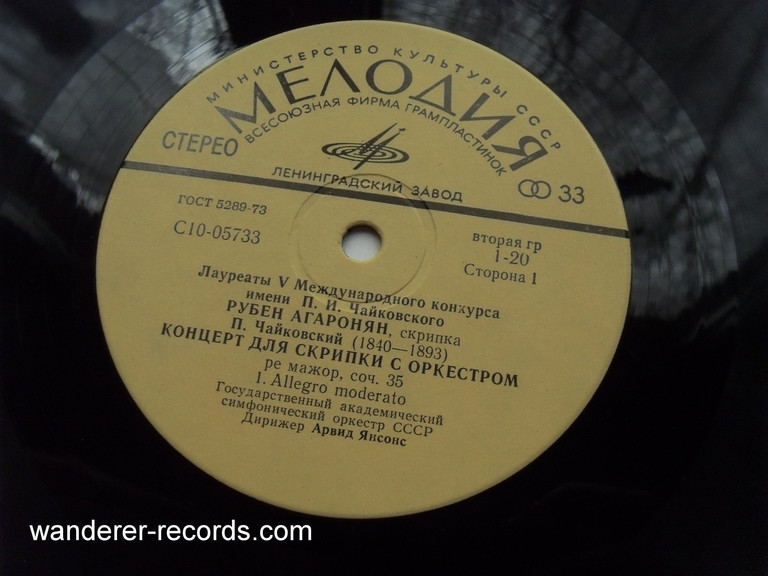 МИНИСТЕРСТВО КУЛЬТУРЫ СССР
МЕЛОДИЯ
ВСЕСОЮЗНАЯ ФИРМА ГРАМПЛАСТИНОК
СТЕРЕО
ЛЕНИНГРАДСКИЙ ЗАВОД
33
ГОСТ 5289-73
С10-05733
вторая гр
1-20
Сторона 1
Лауреаты V Международного конкурса
имени П. И. Чайковского
РУБЕН АГАРОНЯН, скрипка
П. Чайковский (1840—1893)
КОНЦЕРТ ДЛЯ СКРИПКИ С ОРКЕСТРОМ
ре мажор, соч. 35
1. Allegro moderato
Государственный академический
симфонический оркестр СССР
Дирижер Арвид Янсонс
wanderer-records.com